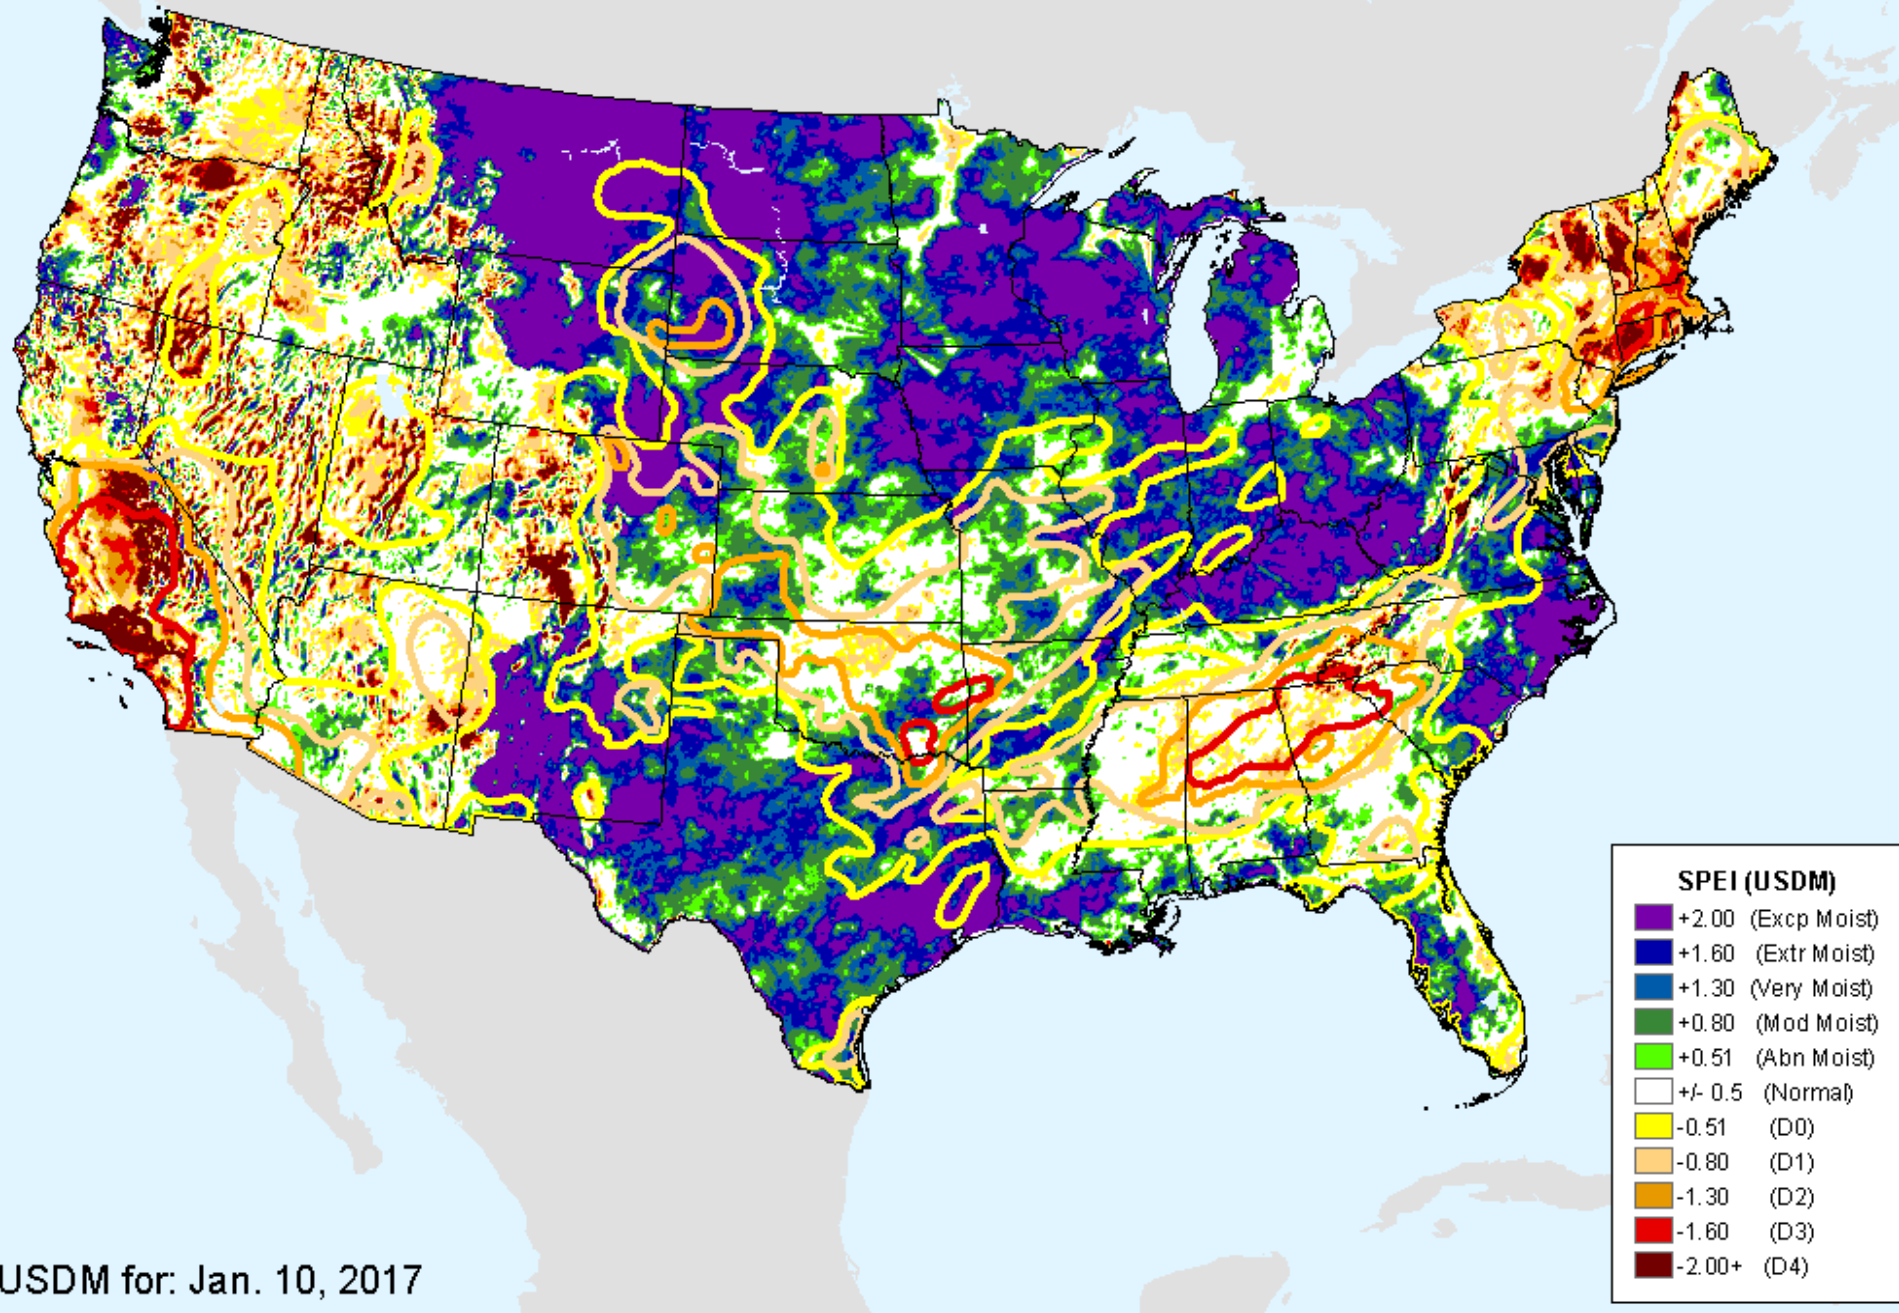 SPEI (USDM)
+2.00 (Excp Moist)
+1.60 (Extr Moist)
+1.30 (Very Moist)
+0.80 (Mod Moist)
+0.51 (Abn Moist)
+/- 0.5 (Normal)
-0.51 (D0)
-0.80 (D1)
-1.30 (D2)
-1.60 (D3)
-2.00+ (D4)
USDM for: Jan. 10, 2017